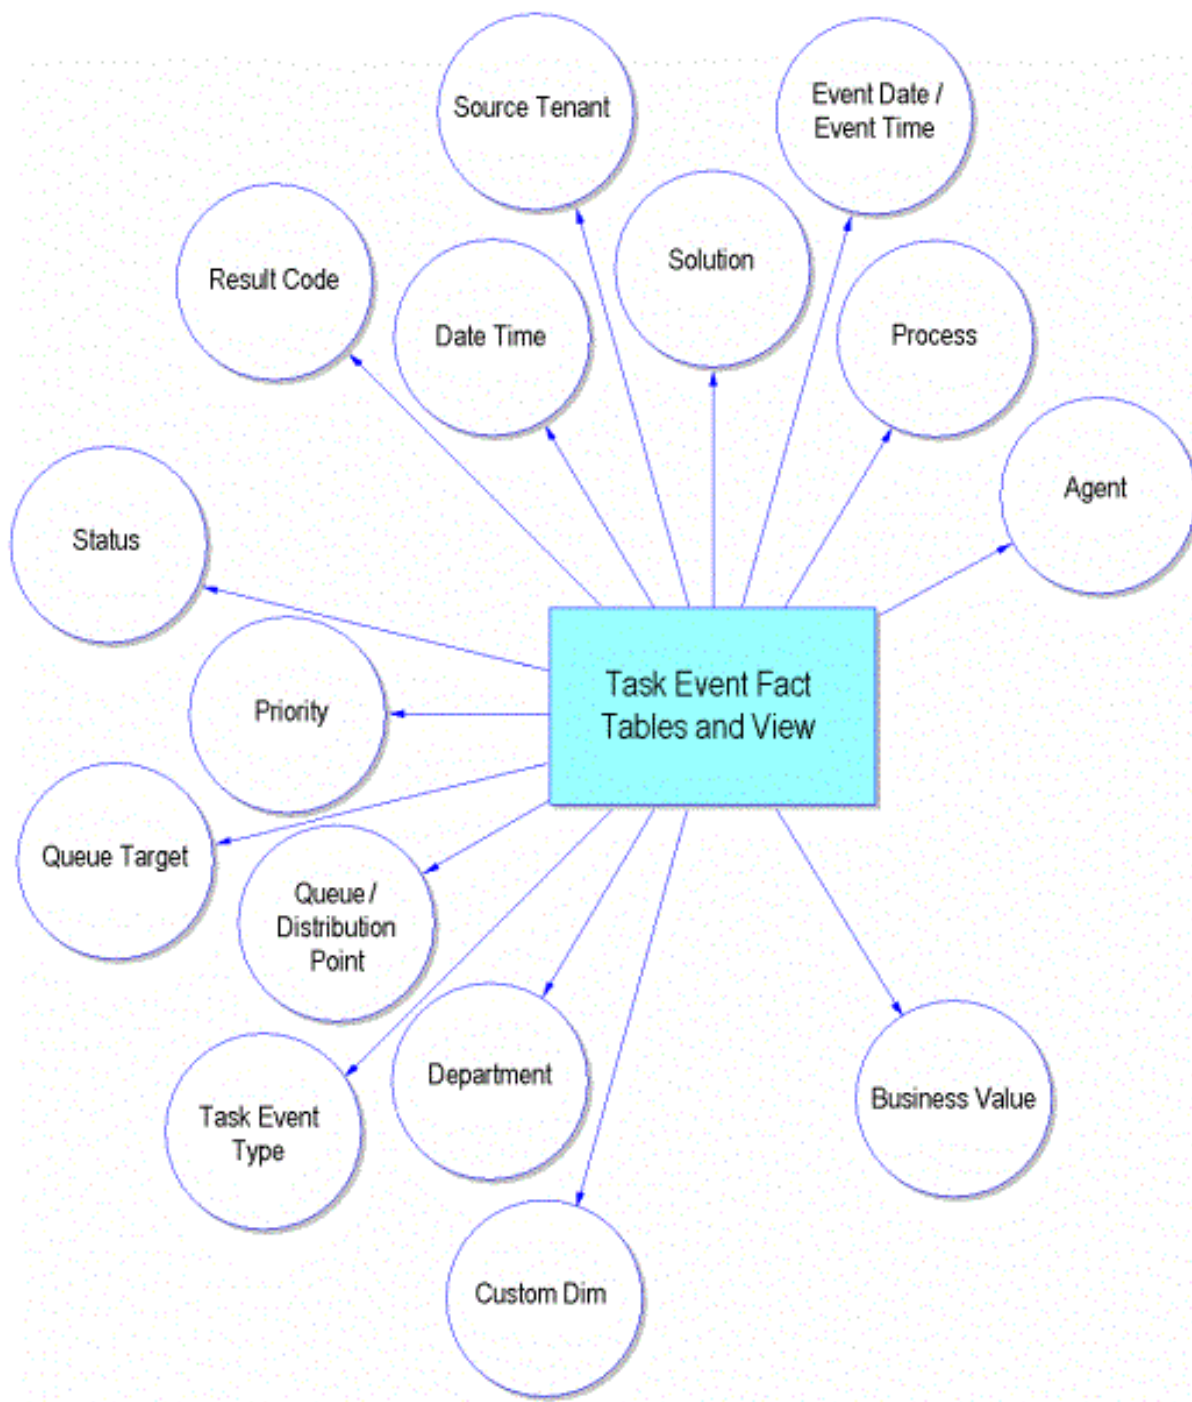 Source Tenant
Event Date /
Event Time
Result Code
Date Time
Solution
Process
Agent
Status
Priority
Task Event Fact
Tables and View
Queue Target
Queue /
Distribution
Point
Task Event
Type
Department
Business Value
Custom Dim